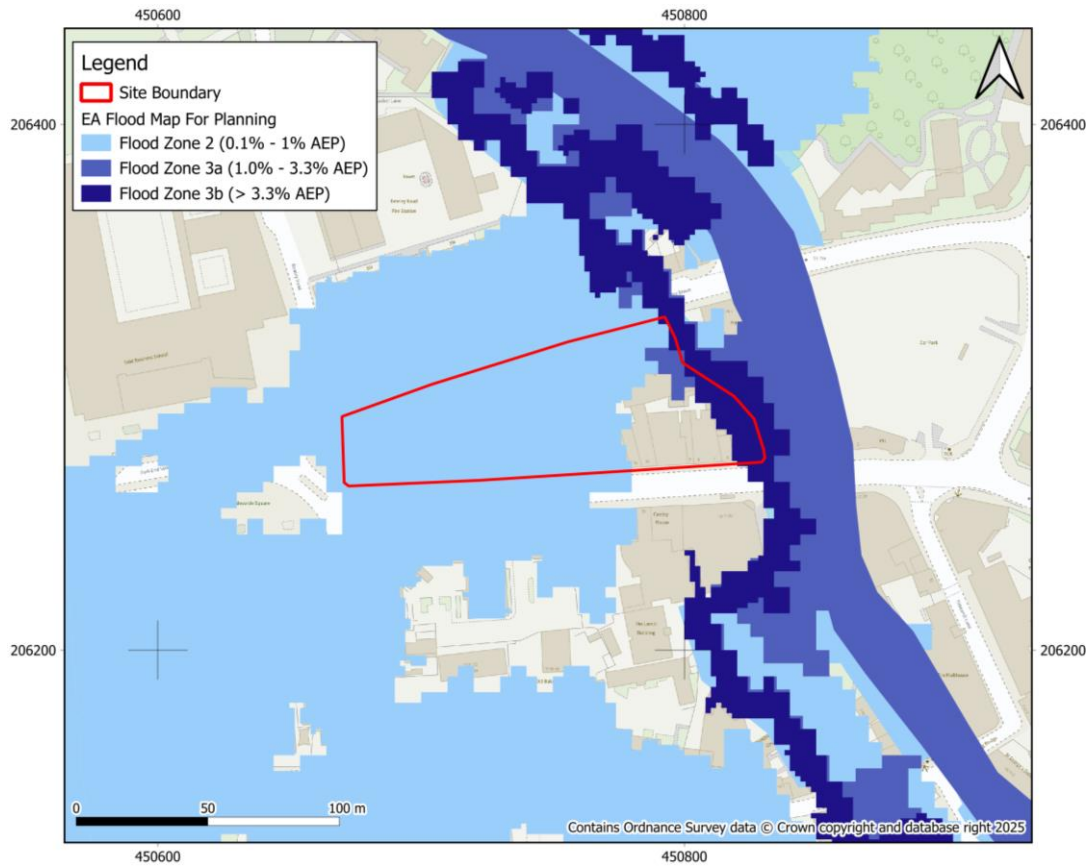 450600
450800
Legend
Site Boundary
EA Flood Map For Planning
Flood Zone 2 (0.1% - 1% AEP)
Flood Zone 3a (1.0% - 3.3% AEP)
Flood Zone 3b (> 3.3% AEP)
206400
206400
Car Park
206200
206200
0
50
100 m
Contains Ordnance Survey data © Crown copyright and database right 2025
450600
450800